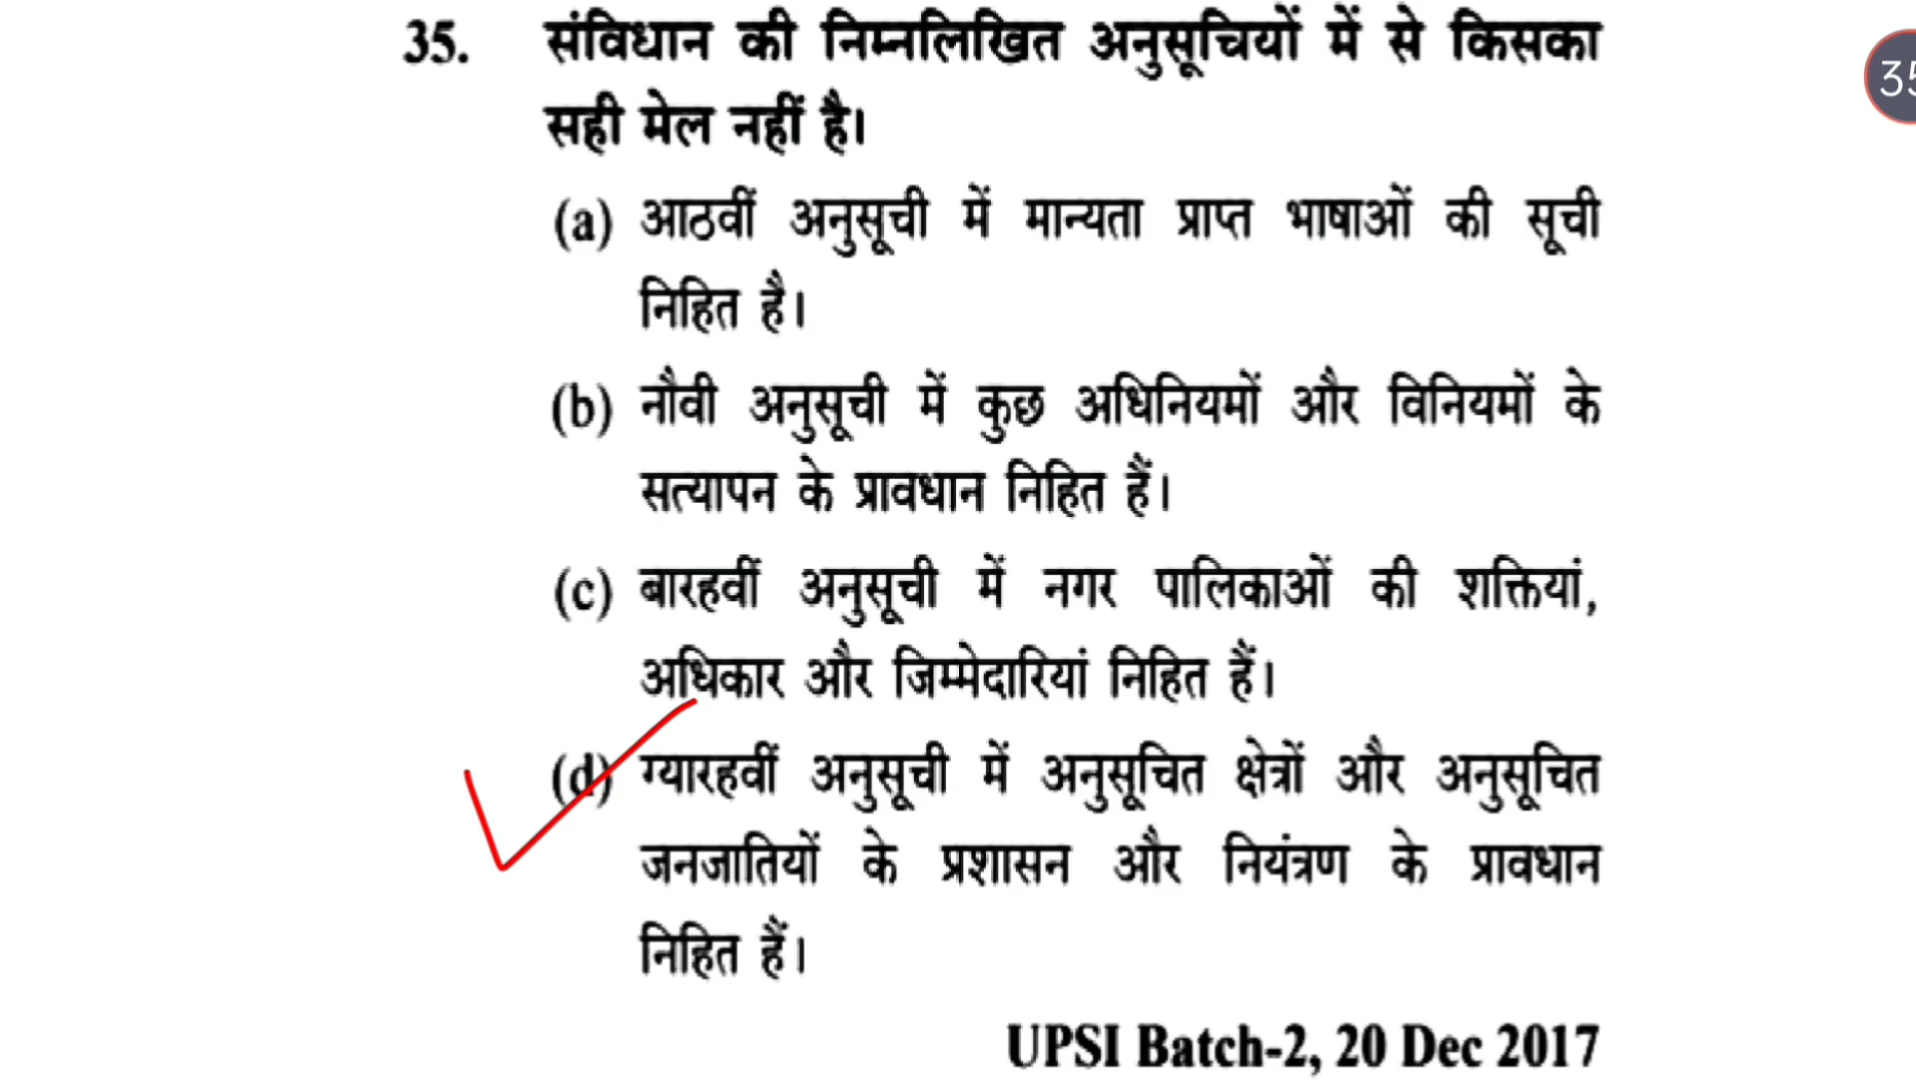 35. संविधान की निम्नलिखित अनुसूचियों में से किसका
सही मेल नहीं है।
(a) आठवीं अनुसूची में मान्यता प्राप्त भाषाओं की सूची
निहित है।
(b) नौवी अनुसूची में कुछ अधिनियमों और विनियमों के
सत्यापन के प्रावधान निहित हैं।
(c) बारहवीं अनुसूची में नगर पालिकाओं की शक्तियां,
अधिकार और जिम्मेदारियां निहित हैं।
(d) ग्यारहवीं अनुसूची में अनुसूचित क्षेत्रों और अनुसूचित
जनजातियों के प्रशासन और नियंत्रण के प्रावधान
निहित हैं।
UPSI Batch-2, 20 Dec 2017